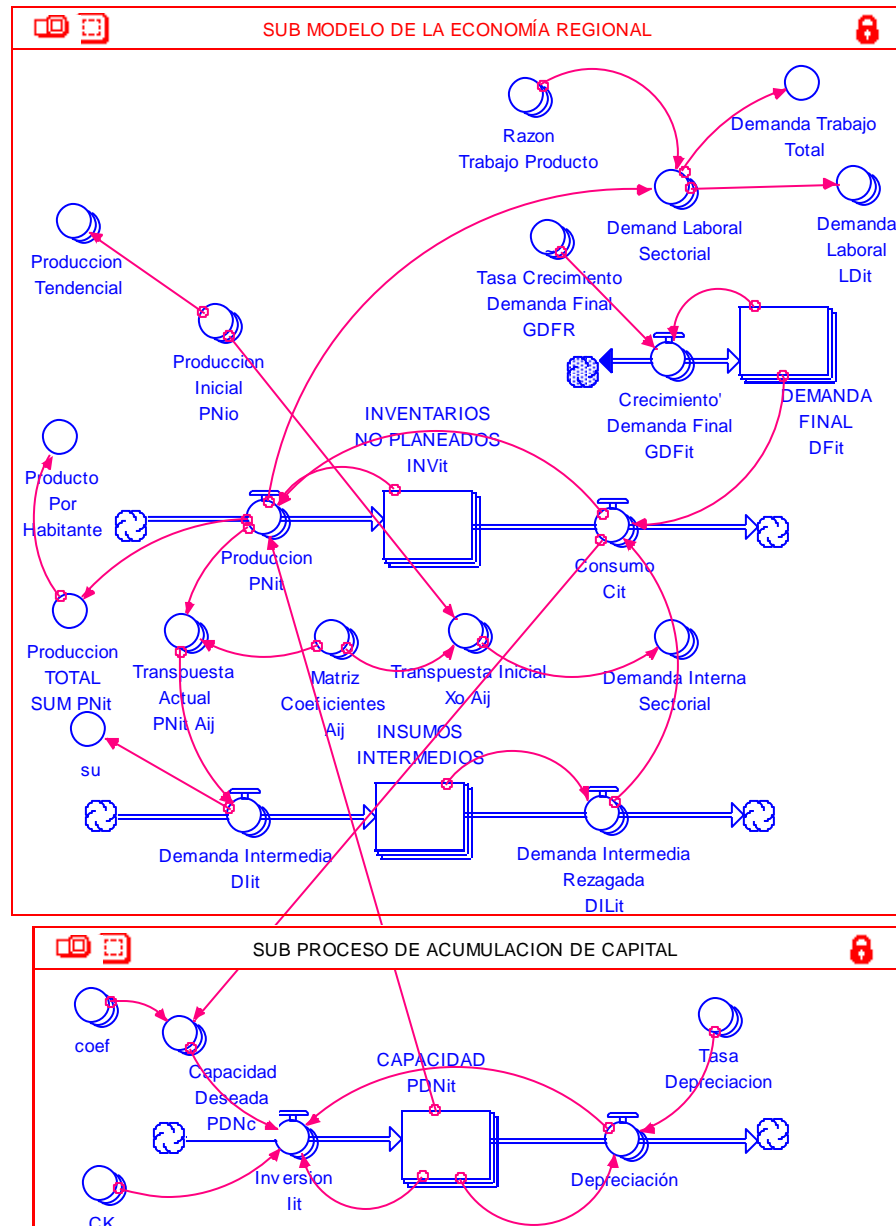 SUB MODELO DE LA ECONOMÍA REGIONAL
Razon
Trabajo Producto
Demanda Trabajo
Total
Demand Laboral
Sectorial
Demanda
Laboral
LDit
Produccion
Tendencial
Tasa Crecimiento
Demanda Final
GDFR
Produccion
Inicial
PNio
Crecimiento'
Demanda Final
GDFit
DEMANDA
FINAL
DFit
INVENTARIOS
NO PLANEADOS
INVit
Producto
Por
Habitante
Produccion
PNit
Consumo
Cit
Produccion
TOTAL
SUM PNit
Transpuesta
Actual
PNit Aij
Matriz
Coeficientes
Aij
Transpuesta Inicial
Xo Aij
Demanda Interna
Sectorial
su
INSUMOS
INTERMEDIOS
Demanda Intermedia
DIit
Demanda Intermedia
Rezagada
DILit
SUB PROCESO DE ACUMULACION DE CAPITAL
coef
Capacidad
Deseada
PDNc
CAPACIDAD
PDNit
Tasa
Depreciacion
Inversion
Iit
Depreciación
CK